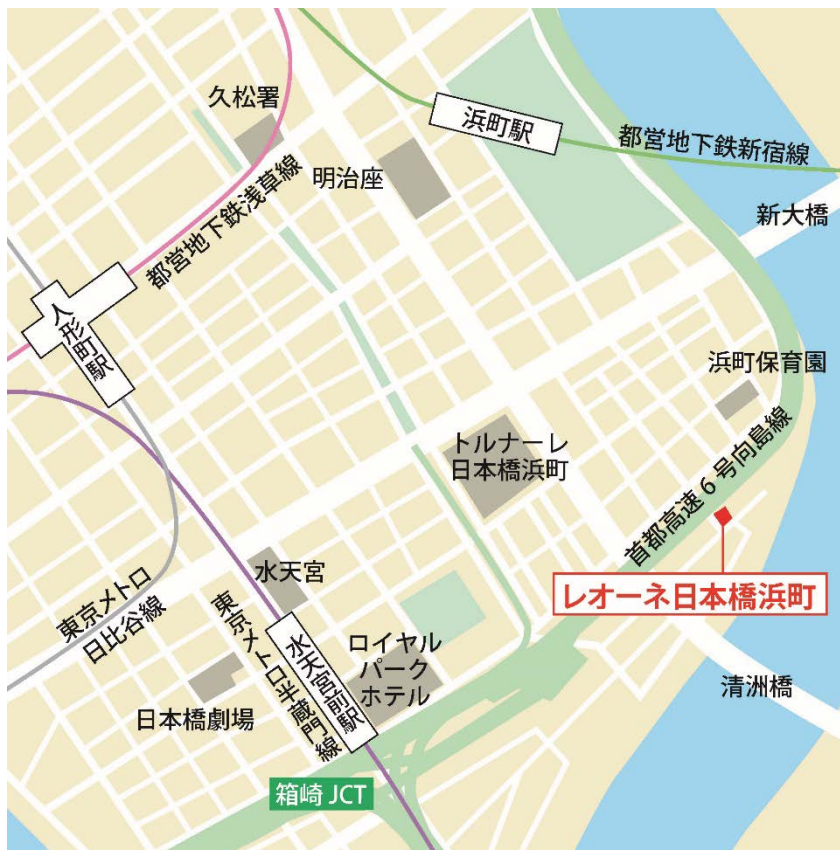 久松署
浜町駅
都営地下鉄新宿線
明治座
新大橋
都営地下鉄浅草線
人形町駅
浜町保育園
トルナーレ
日本橋浜町
首都高速6号向島線
水天宮
レオーネ日本橋浜町
東京メトロ
日比谷線
東京メトロ半蔵門線
水天宮前駅
ロイヤル
パーク
ホテル
清洲橋
日本橋劇場
箱崎JCT